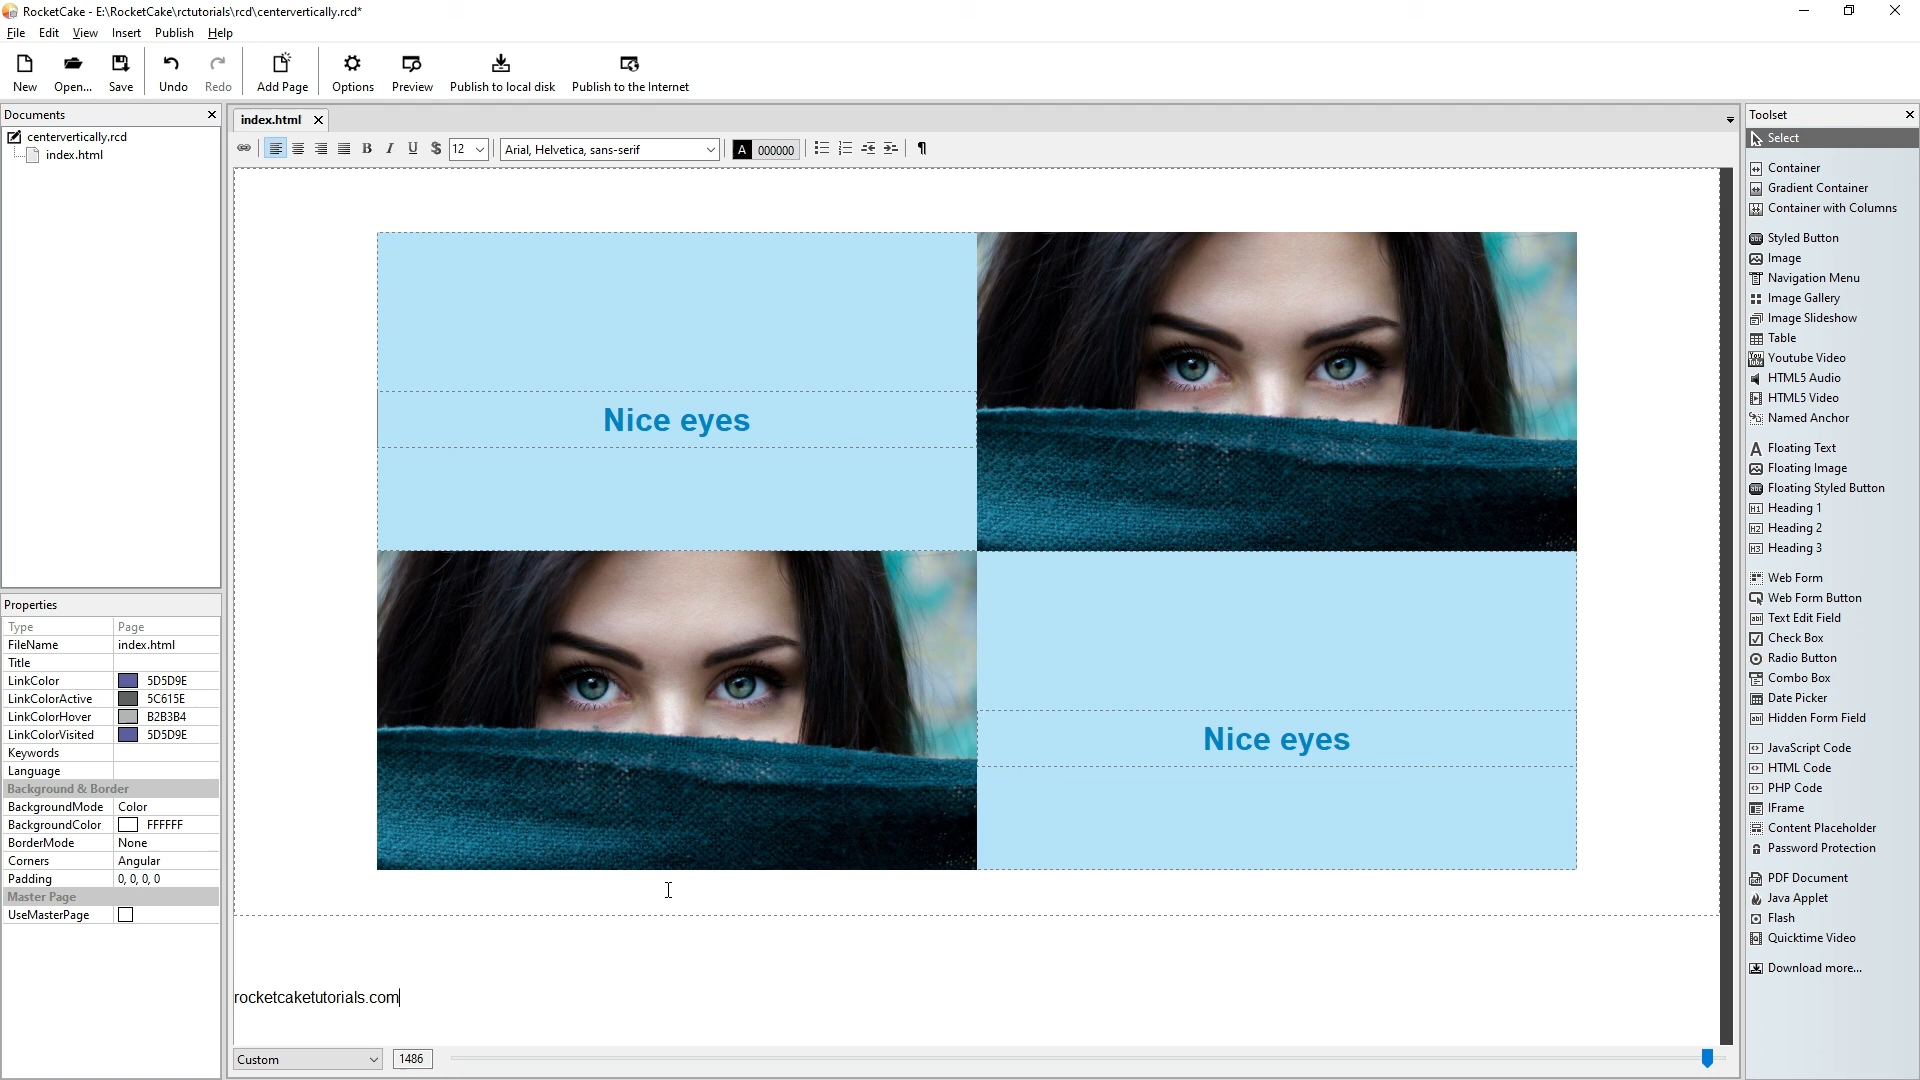 RocketCake - E:\RocketCake\rctutorials\rcd\centervertically.rcd*
File Edit View Insert Publish Help
New Open... Save Undo Redo Add Page Options Preview Publish to local disk Publish to the Internet
Documents
centervertically.rcd
index.html
index.html
12 Arial, Helvetica, sans-serif A 000000
Nice eyes
Nice eyes
rocketcaketutorials.com
Custom 1486
Properties
Type Page
FileName index.html
Title
LinkColor 5D5D9E
LinkColorActive 5C615E
LinkColorHover B2B3B4
LinkColorVisited 5D5D9E
Keywords
Language
Background & Border
BackgroundMode Color
BackgroundColor FFFFFF
BorderMode None
Corners Angular
Padding 0, 0, 0, 0
Master Page
UseMasterPage
Toolset
Select
Container
Gradient Container
Container with Columns
Styled Button
Image
Navigation Menu
Image Gallery
Image Slideshow
Table
Youtube Video
HTML5 Audio
HTML5 Video
Named Anchor
Floating Text
Floating Image
Floating Styled Button
Heading 1
Heading 2
Heading 3
Web Form
Web Form Button
Text Edit Field
Check Box
Radio Button
Combo Box
Date Picker
Hidden Form Field
JavaScript Code
HTML Code
PHP Code
IFrame
Content Placeholder
Password Protection
PDF Document
Java Applet
Flash
Quicktime Video
Download more...